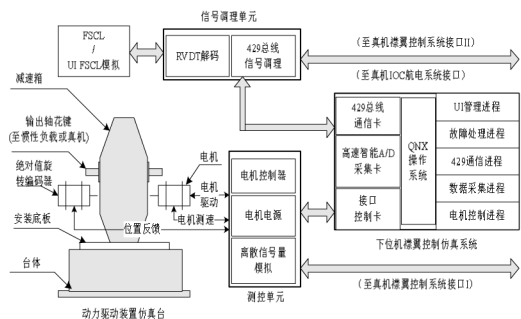 信号调理单元
FSCL
/
UI FSCL模拟
RVDT解码
429总线
信号调理
(至真机襟翼控制系统接口II)
(至真机IOC航电系统接口)
减速箱
输出轴花键
(至惯性负载或真机)
绝对值旋
转编码器
安装底板
台体
电机
电机
驱动
电机测速
位置反馈
动力驱动装置仿真台
电机控制器
电机电源
离散信号量
模拟
测控单元
429总线
通信卡
高速智能A/D
采集卡
接口
控制卡
QNX
操作
系统
UI管理进程
故障处理进程
429通信进程
数据采集进程
电机控制进程
下位机襟翼控制仿真系统
(至真机襟翼控制系统接口I)